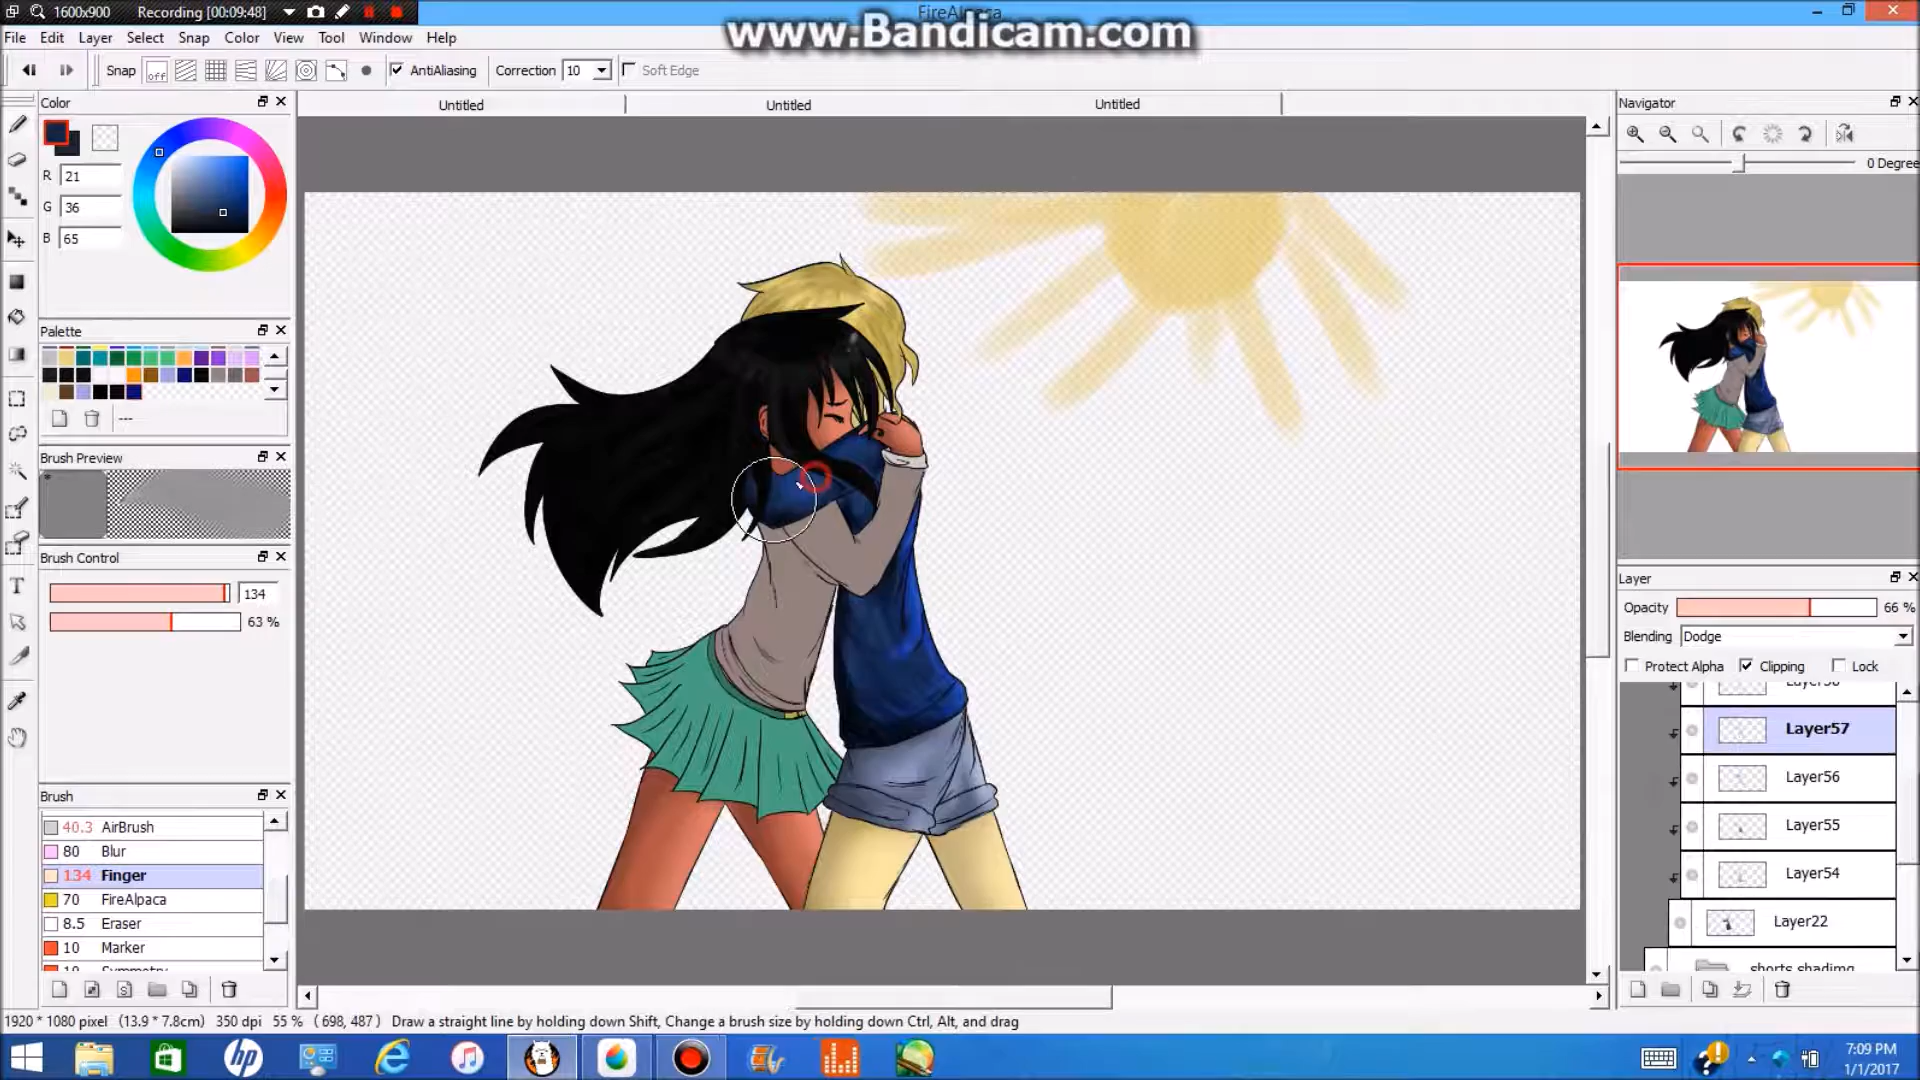 1600x900 Recording [00:09:48]
FireAlpaca
www.Bandicam.com
File Edit Layer Select Snap Color View Tool Window Help
Snap off AntiAliasing Correction 10 Soft Edge
Color
Untitled Untitled Untitled
Navigator
R 21
G 36
B 65
0 Degree
Palette
---
Brush Preview
Brush Control
134
63 %
Layer
Opacity 66 %
Blending Dodge
Protect Alpha Clipping Lock
Layer57
Layer56
Layer55
Layer54
Layer22
shorts shadimg
Brush
40.3 AirBrush
80 Blur
134 Finger
70 FireAlpaca
8.5 Eraser
10 Marker
10 Symmetry
1920 * 1080 pixel (13.9 * 7.8cm) 350 dpi 55 % ( 698, 487 ) Draw a straight line by holding down Shift, Change a brush size by holding down Ctrl, Alt, and drag
7:09 PM
1/1/2017